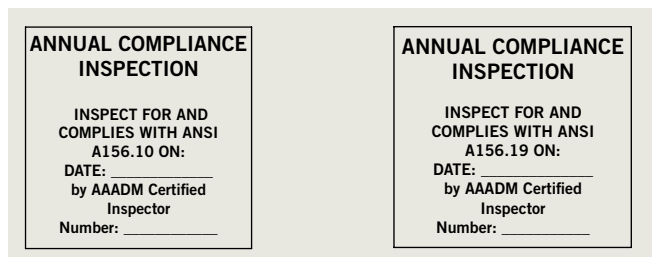 ANNUAL COMPLIANCE
INSPECTION
INSPECT FOR AND
COMPLIES WITH ANSI
A156.10 ON:
DATE: _____________
by AAADM Certified
Inspector
Number: ____________
ANNUAL COMPLIANCE
INSPECTION
INSPECT FOR AND
COMPLIES WITH ANSI
A156.19 ON:
DATE: _______________
by AAADM Certified
Inspector
Number: ___________